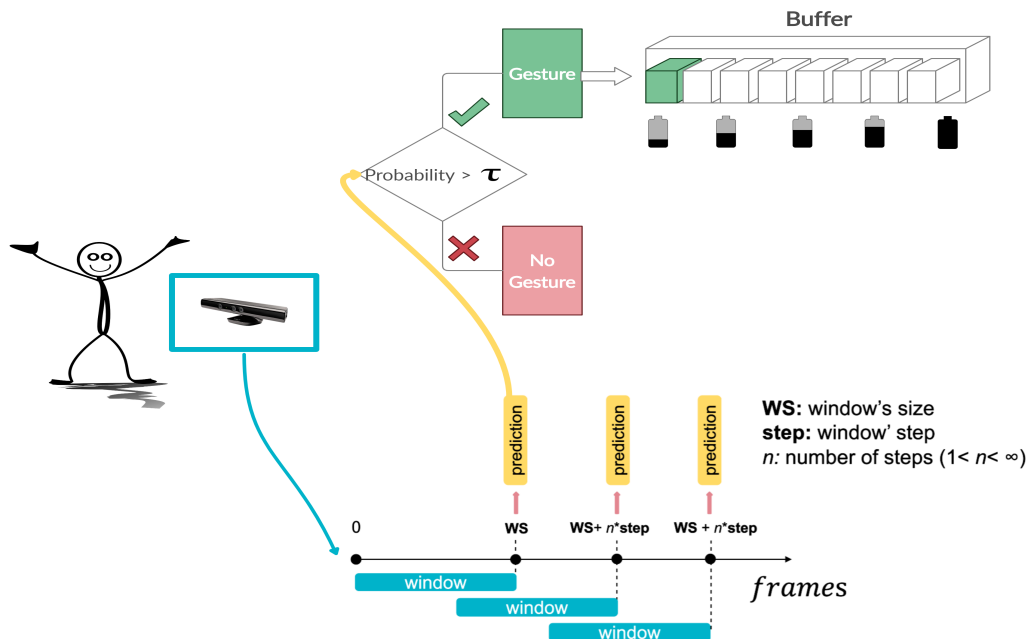 Buffer
Gesture
Probability > τ
No
Gesture
prediction
prediction
prediction
WS: window's size
step: window' step
n: number of steps (1< n< ∞)
0
WS
WS+ n*step
WS + n*step
frames
window
window
window